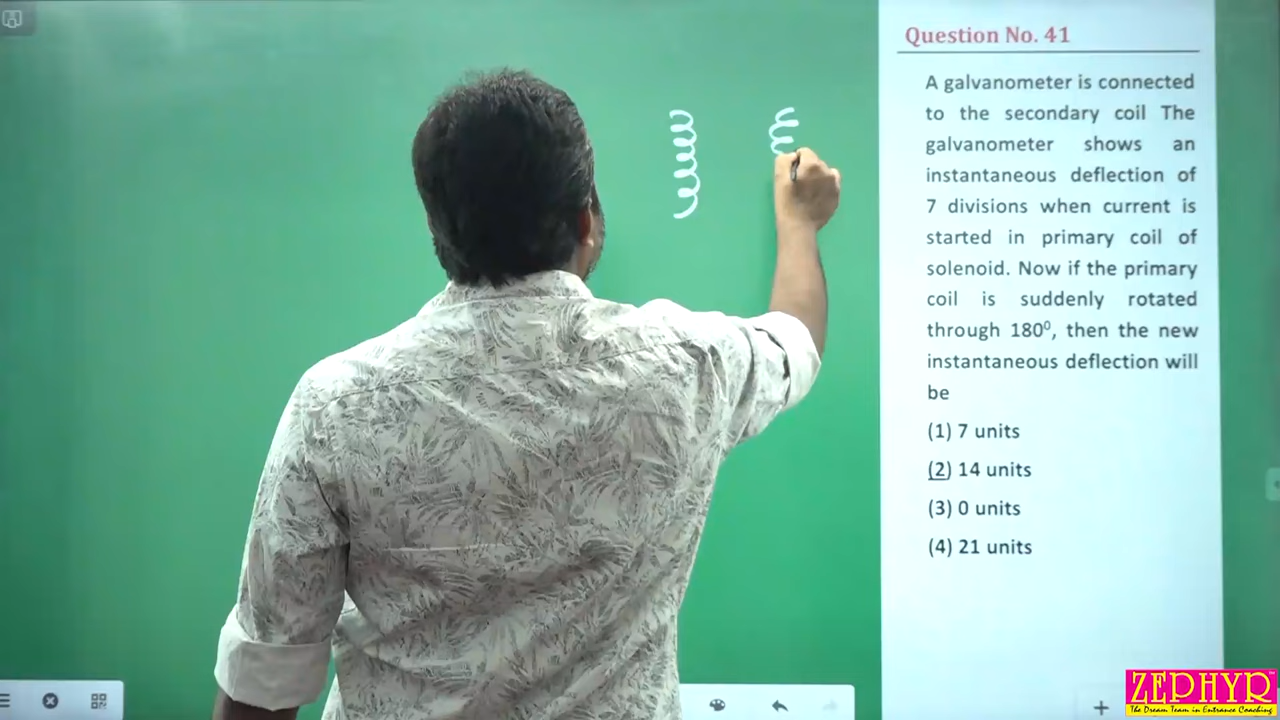 Question No. 41
A galvanometer is connected
to the secondary coil The
galvanometer shows an
instantaneous deflection of
7 divisions when current is
started in primary coil of
solenoid. Now if the primary
coil is suddenly rotated
through 180⁰, then the new
instantaneous deflection will
be
(1) 7 units
(2) 14 units
(3) 0 units
(4) 21 units
ZEPHYR
The Dream Team in Entrance Coaching